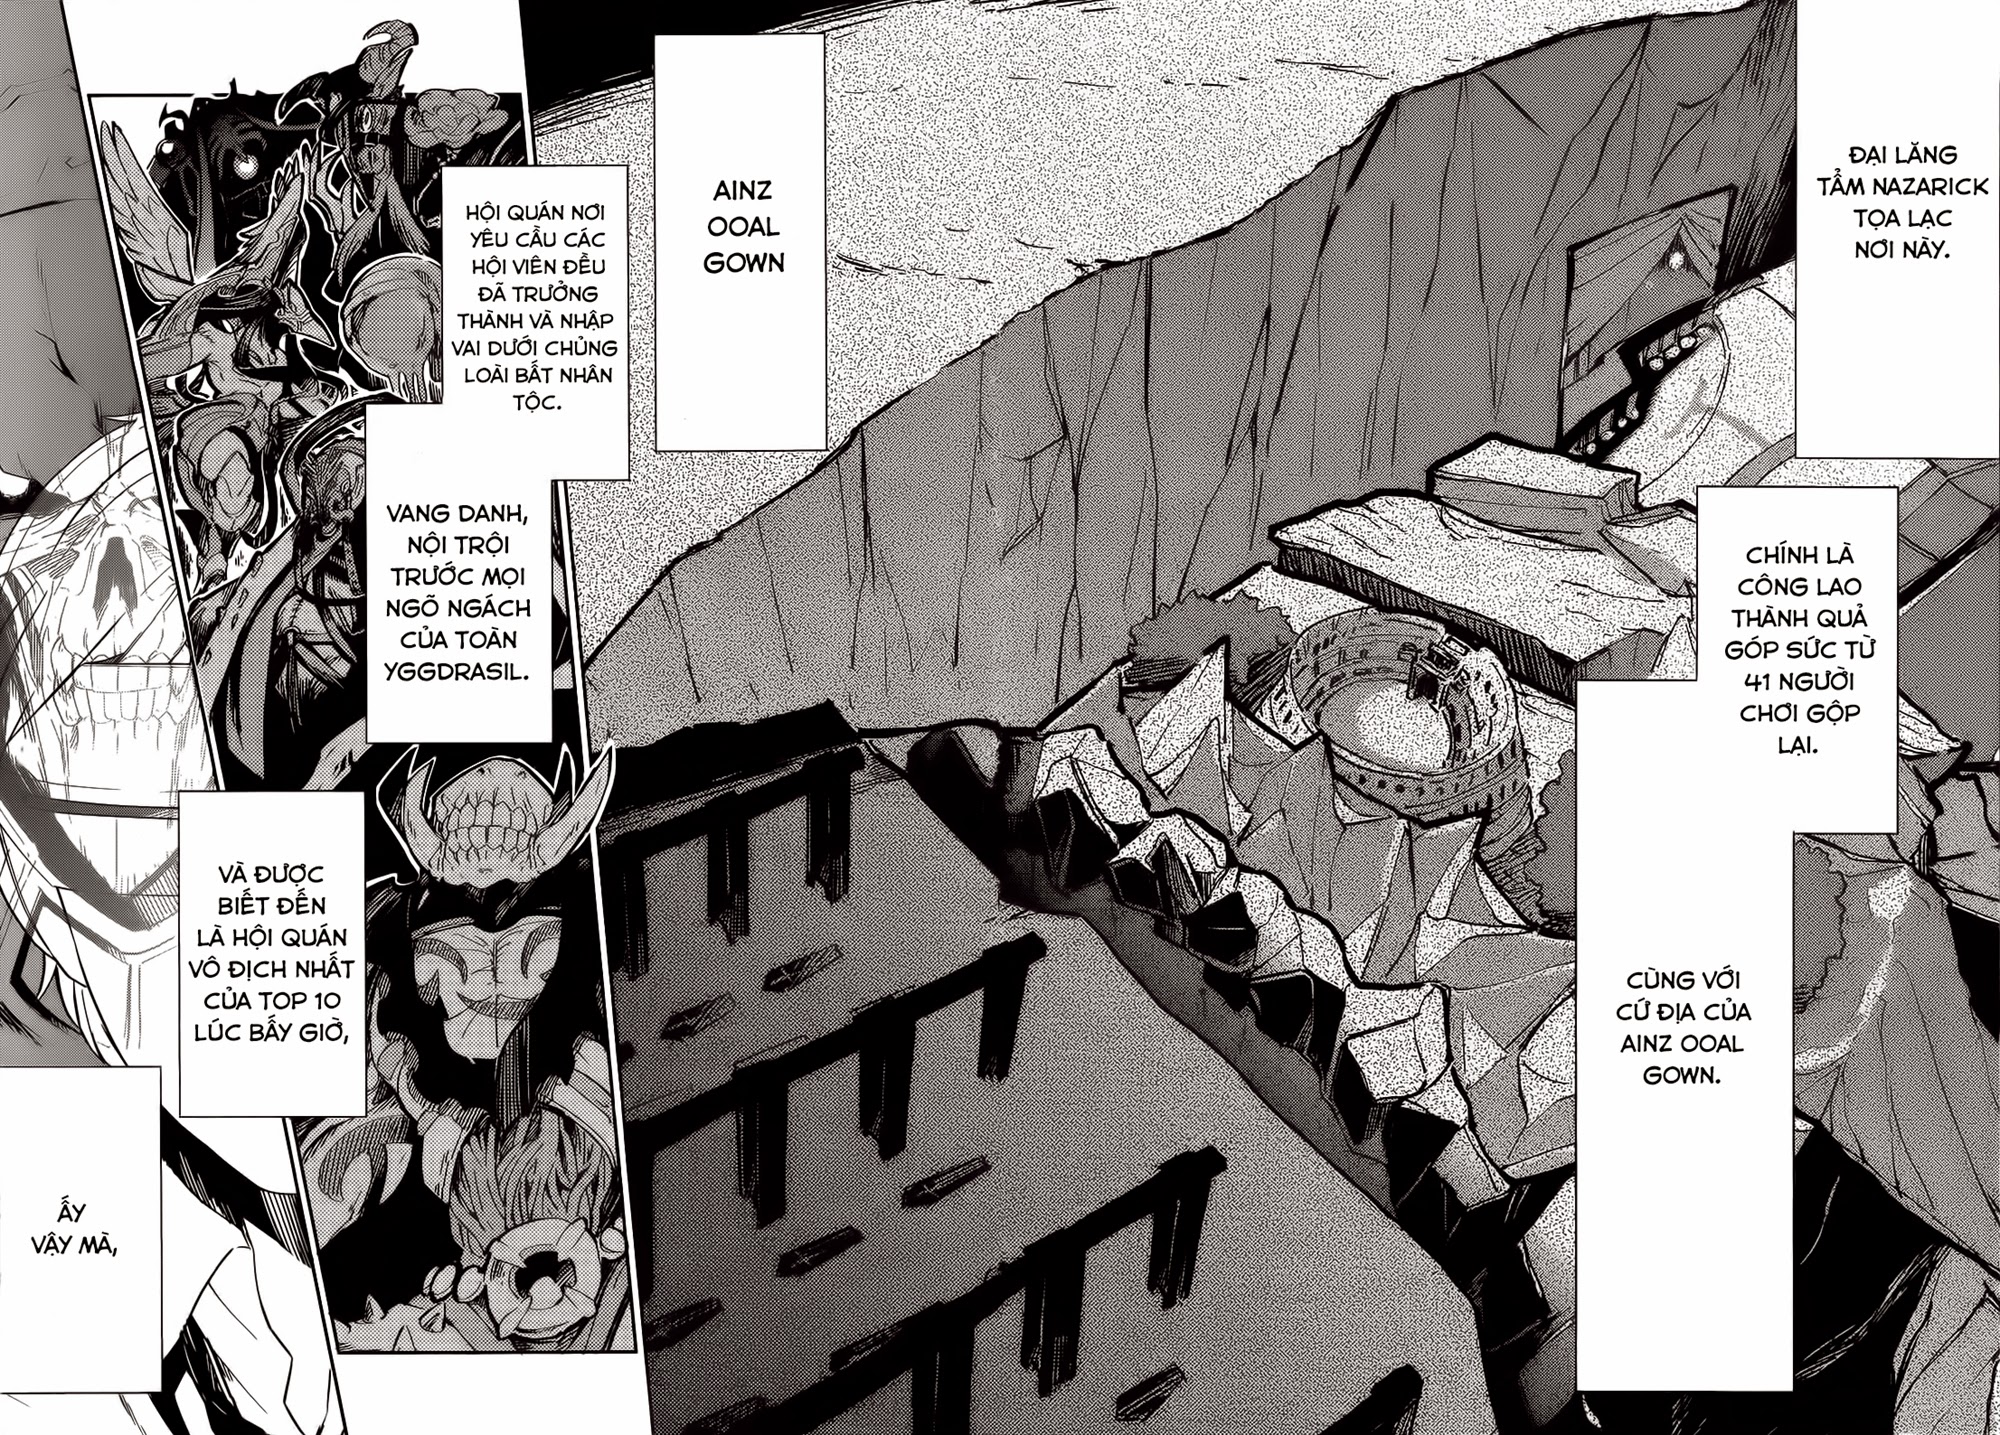 ĐẠI LĂNG
TẨM NAZARICK
TỌA LẠC
NƠI NÀY.
CHÍNH LÀ
CÔNG LAO
THÀNH QUẢ
GÓP SỨC TỪ
41 NGƯỜI
CHƠI GỘP
LẠI.
CÙNG VỚI
CỨ ĐỊA CỦA
AINZ OOAL
GOWN.
AINZ
OOAL
GOWN
HỘI QUÁN NƠI
YÊU CẦU CÁC
HỘI VIÊN ĐỀU
ĐÃ TRƯỞNG
THÀNH VÀ NHẬP
VAI DƯỚI CHỦNG
LOÀI BẤT NHÂN
TỘC.
VANG DANH,
NỘI TRỘI
TRƯỚC MỌI
NGÕ NGÁCH
CỦA TOÀN
YGGDRASIL.
VÀ ĐƯỢC
BIẾT ĐẾN
LÀ HỘI QUÁN
VÔ ĐỊCH NHẤT
CỦA TOP 10
LÚC BẤY GIỜ,
ẤY
VẬY MÀ,